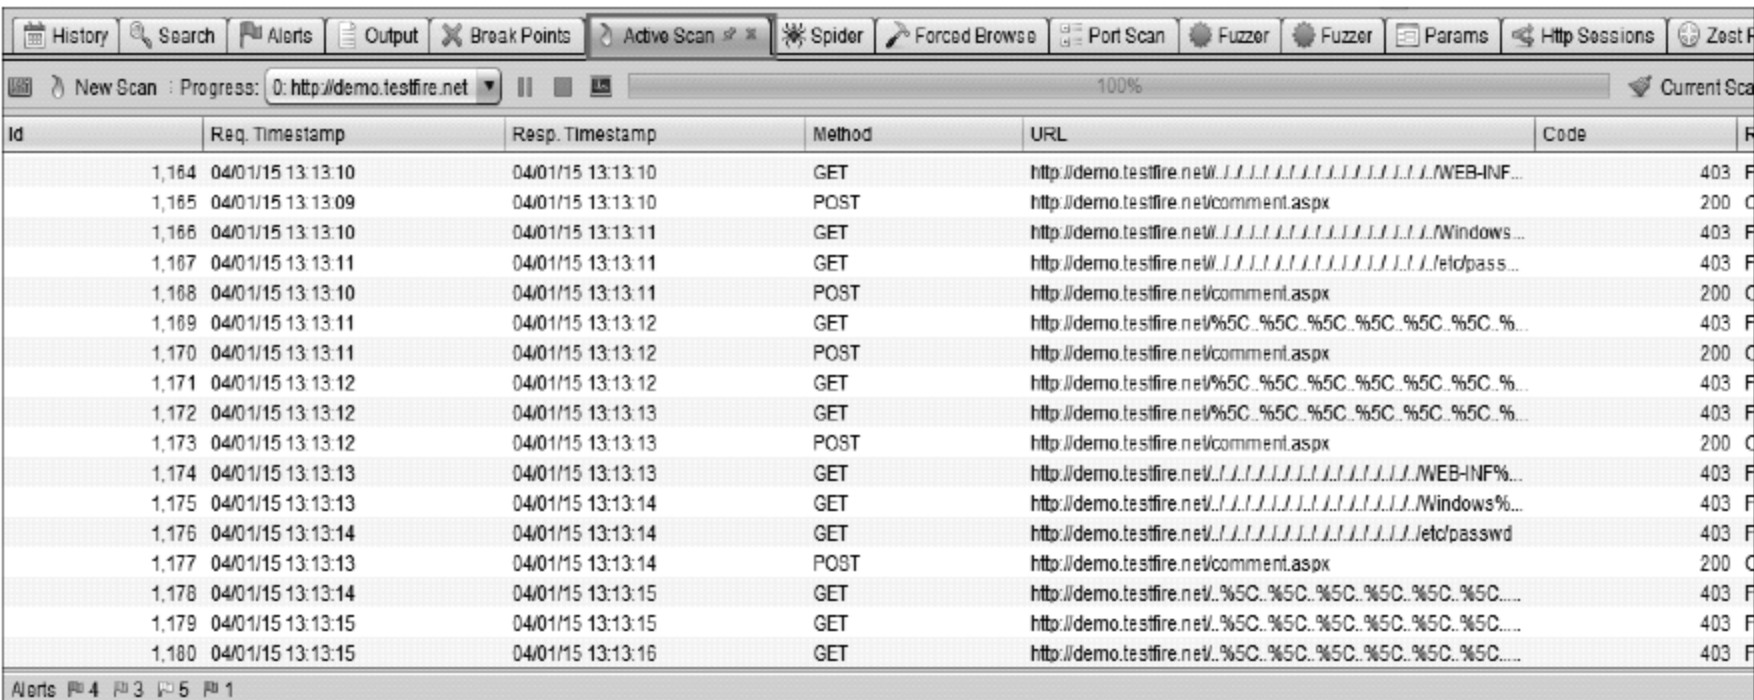 History Search Alerts Output Break Points Active Scan Spider Forced Browse Port Scan Fuzzer Fuzzer Params Http Sessions Zest
New Scan Progress: 0: http://demo.testfire.net 100% Current Sca
Id Req. Timestamp Resp. Timestamp Method URL Code R
1,164 04/01/15 13:13:10 04/01/15 13:13:10 GET http://demo.testfire.net//../../../../../../../../../../../../../../../../WEB-INF... 403 F
1,165 04/01/15 13:13:09 04/01/15 13:13:10 POST http://demo.testfire.net/comment.aspx 200
1,166 04/01/15 13:13:10 04/01/15 13:13:11 GET http://demo.testfire.net//../../../../../../../../../../../../../../../../Windows... 403 F
1,167 04/01/15 13:13:11 04/01/15 13:13:11 GET http://demo.testfire.net//../../../../../../../../../../../../../../../../etc/pass... 403 F
1,168 04/01/15 13:13:10 04/01/15 13:13:11 POST http://demo.testfire.net/comment.aspx 200
1,169 04/01/15 13:13:11 04/01/15 13:13:12 GET http://demo.testfire.net/%5C..%5C..%5C..%5C..%5C..%5C..%... 403 F
1,170 04/01/15 13:13:11 04/01/15 13:13:12 POST http://demo.testfire.net/comment.aspx 200
1,171 04/01/15 13:13:12 04/01/15 13:13:12 GET http://demo.testfire.net/%5C..%5C..%5C..%5C..%5C..%5C..%... 403 F
1,172 04/01/15 13:13:12 04/01/15 13:13:13 GET http://demo.testfire.net/%5C..%5C..%5C..%5C..%5C..%5C..%... 403 F
1,173 04/01/15 13:13:12 04/01/15 13:13:13 POST http://demo.testfire.net/comment.aspx 200
1,174 04/01/15 13:13:13 04/01/15 13:13:13 GET http://demo.testfire.net/../../../../../../../../../../../../../../../../WEB-INF%... 403 F
1,175 04/01/15 13:13:13 04/01/15 13:13:14 GET http://demo.testfire.net/../../../../../../../../../../../../../../../../Windows%... 403 F
1,176 04/01/15 13:13:14 04/01/15 13:13:14 GET http://demo.testfire.net/../../../../../../../../../../../../../../../../etc/passwd 403 F
1,177 04/01/15 13:13:13 04/01/15 13:13:14 POST http://demo.testfire.net/comment.aspx 200
1,178 04/01/15 13:13:14 04/01/15 13:13:15 GET http://demo.testfire.net/..%5C..%5C..%5C..%5C..%5C..%5C..... 403 F
1,179 04/01/15 13:13:15 04/01/15 13:13:15 GET http://demo.testfire.net/..%5C..%5C..%5C..%5C..%5C..%5C..... 403 F
1,180 04/01/15 13:13:15 04/01/15 13:13:16 GET http://demo.testfire.net/..%5C..%5C..%5C..%5C..%5C..%5C..... 403 F
Alerts 4 3 5 1